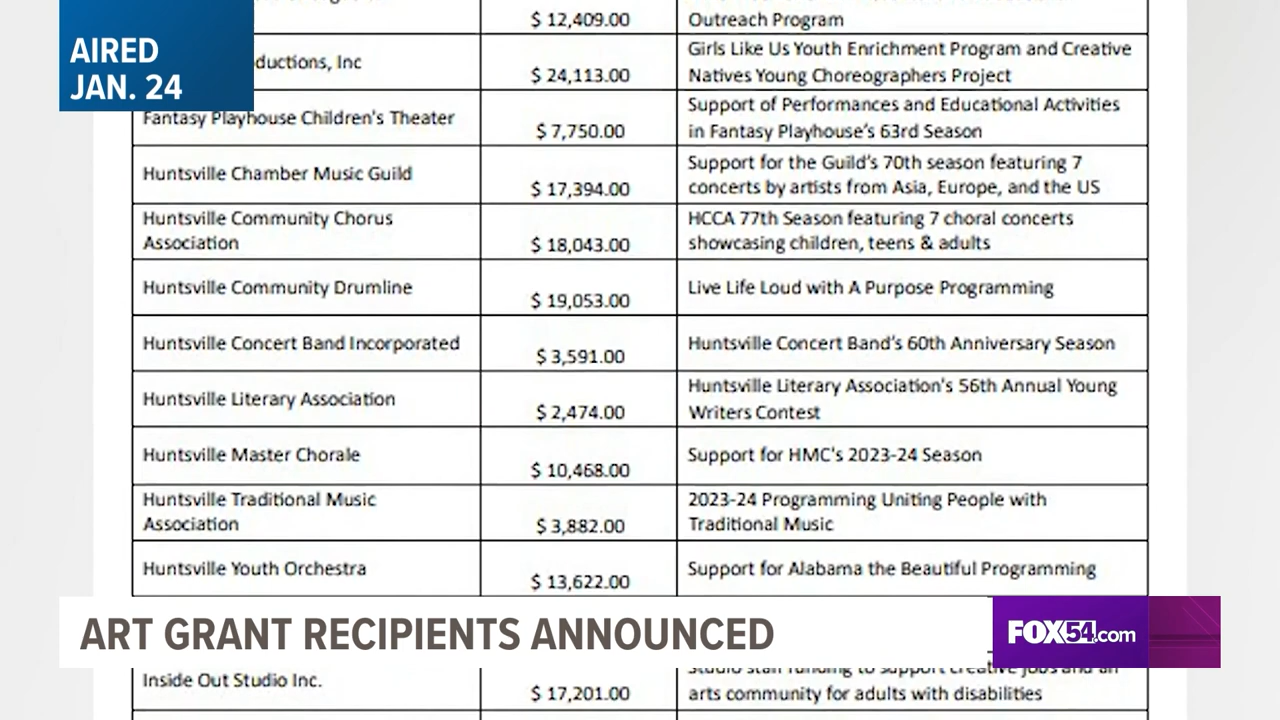 AIRED
JAN. 24
$ 12,409.00
Outreach Program
ductions, Inc
$ 24,113.00
Girls Like Us Youth Enrichment Program and Creative
Natives Young Choreographers Project
Fantasy Playhouse Children's Theater
$ 7,750.00
Support of Performances and Educational Activities
in Fantasy Playhouse's 63rd Season
Huntsville Chamber Music Guild
$ 17,394.00
Support for the Guild's 70th season featuring 7
concerts by artists from Asia, Europe, and the US
Huntsville Community Chorus
Association
$ 18,043.00
HCCA 77th Season featuring 7 choral concerts
showcasing children, teens & adults
Huntsville Community Drumline
$ 19,053.00
Live Life Loud with A Purpose Programming
Huntsville Concert Band Incorporated
$ 3,591.00
Huntsville Concert Band's 60th Anniversary Season
Huntsville Literary Association
$ 2,474.00
Huntsville Literary Association's 56th Annual Young
Writers Contest
Huntsville Master Chorale
$ 10,468.00
Support for HMC's 2023-24 Season
Huntsville Traditional Music
Association
$ 3,882.00
2023-24 Programming Uniting People with
Traditional Music
Huntsville Youth Orchestra
$ 13,622.00
Support for Alabama the Beautiful Programming
ART GRANT RECIPIENTS ANNOUNCED
FOX54.com
Inside Out Studio Inc.
$ 17,201.00
Studio staff funding to support creative jobs and an
arts community for adults with disabilities